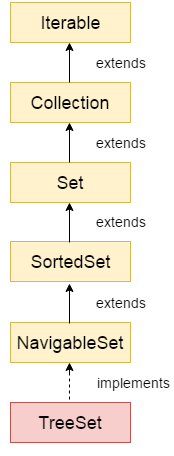 Iterable
extends
Collection
extends
Set
extends
SortedSet
extends
NavigableSet
implements
TreeSet